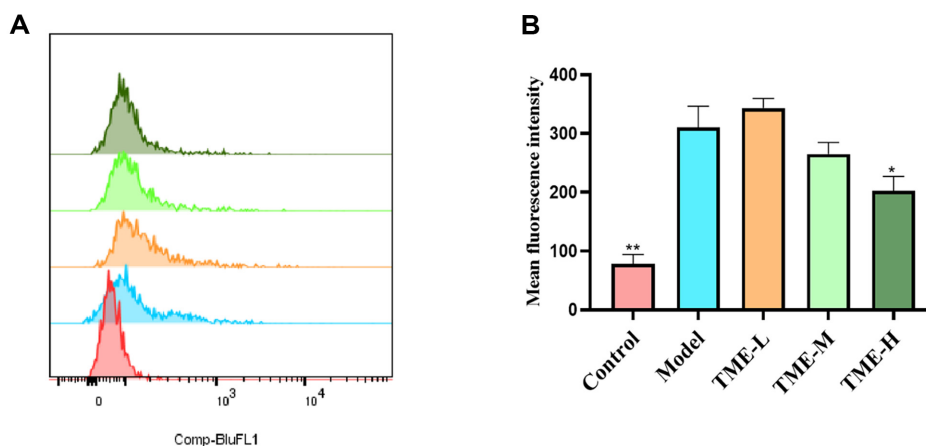 A
0
10³
10⁴
Comp-BluFL1
B
Mean fluorescence intensity
400
300
200
100
0
**
*
Control
Model
TME-L
TME-M
TME-H